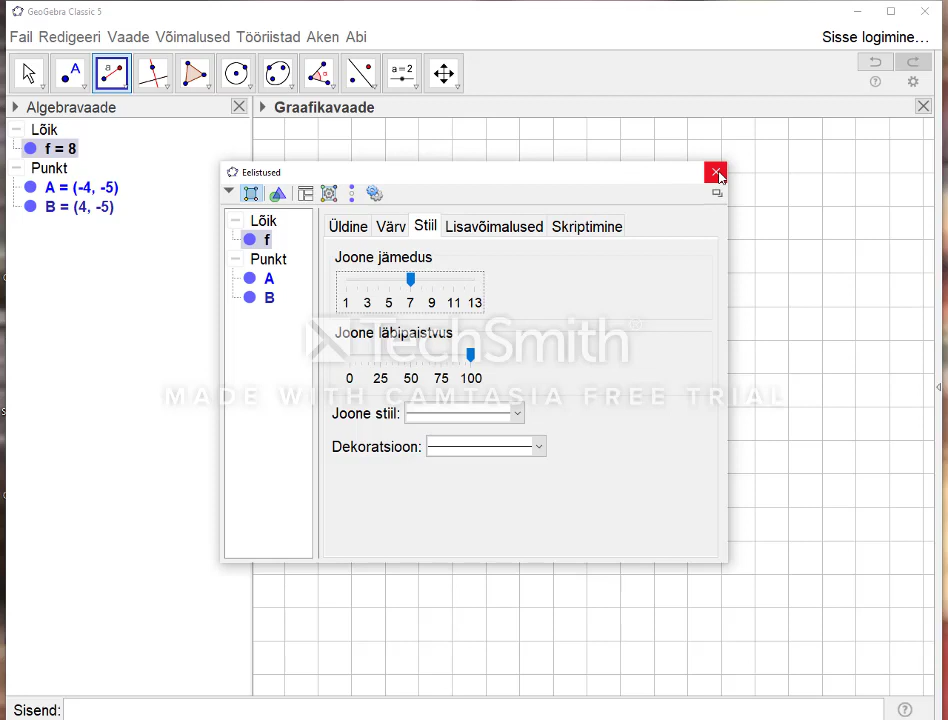 GeoGebra Classic 5
Fail Redigeeri Vaade Võimalused Tööriistad Aken Abi
Sisse logimine…
A
a
a=2
Algebravaade
Graafikavaade
Lõik
f = 8
Punkt
A = (-4, -5)
B = (4, -5)
Eelistused
Lõik
f
Punkt
A
B
Üldine Värv Stiil Lisavõimalused Skriptimine
Joone jämedus
1 3 5 7 9 11 13
Joone läbipaistvus
0 25 50 75 100
Joone stiil:
Dekoratsioon:
TechSmith
MADE WITH CAMTASIA FREE TRIAL
Sisend: